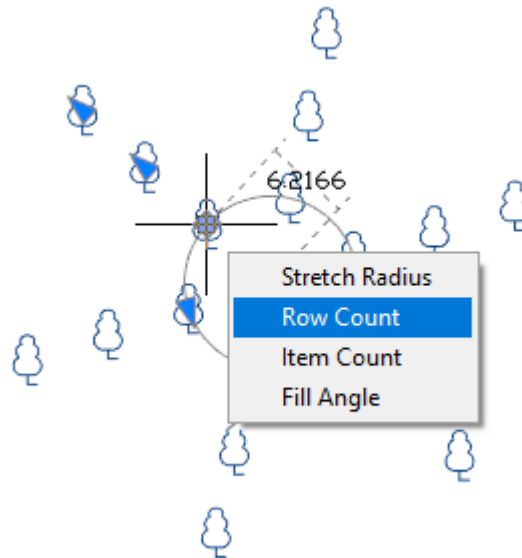 6.2166
Stretch Radius
Row Count
Item Count
Fill Angle